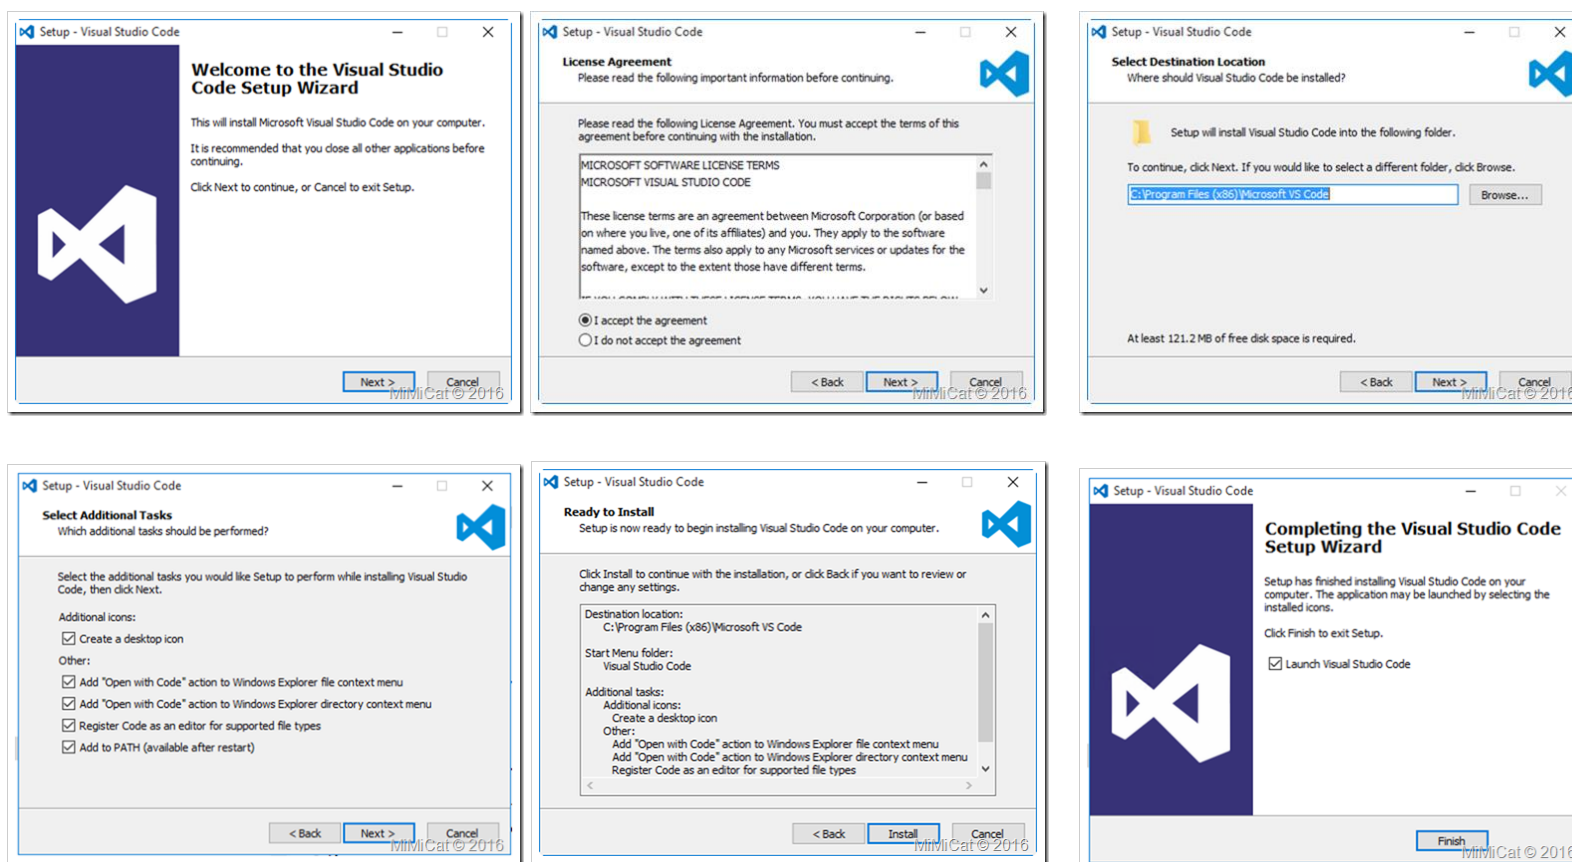 Setup - Visual Studio Code
Welcome to the Visual Studio
Code Setup Wizard
This will install Microsoft Visual Studio Code on your computer.
It is recommended that you close all other applications before
continuing.
Click Next to continue, or Cancel to exit Setup.
Next >
Cancel
MiMiCat © 2016
Setup - Visual Studio Code
License Agreement
Please read the following important information before continuing.
Please read the following License Agreement. You must accept the terms of this
agreement before continuing with the installation.
MICROSOFT SOFTWARE LICENSE TERMS
MICROSOFT VISUAL STUDIO CODE
These license terms are an agreement between Microsoft Corporation (or based
on where you live, one of its affiliates) and you. They apply to the software
named above. The terms also apply to any Microsoft services or updates for the
software, except to the extent those have different terms.
IF YOU COMPLY WITH THESE LICENSE TERMS, YOU HAVE THE RIGHTS BELOW
I accept the agreement
I do not accept the agreement
< Back
Next >
Cancel
MiMiCat © 2016
Setup - Visual Studio Code
Select Destination Location
Where should Visual Studio Code be installed?
Setup will install Visual Studio Code into the following folder.
To continue, click Next. If you would like to select a different folder, click Browse.
C:\Program Files (x86)\Microsoft VS Code
Browse...
At least 121.2 MB of free disk space is required.
< Back
Next >
Cancel
MiMiCat © 2016
Setup - Visual Studio Code
Select Additional Tasks
Which additional tasks should be performed?
Select the additional tasks you would like Setup to perform while installing Visual Studio
Code, then click Next.
Additional icons:
Create a desktop icon
Other:
Add "Open with Code" action to Windows Explorer file context menu
Add "Open with Code" action to Windows Explorer directory context menu
Register Code as an editor for supported file types
Add to PATH (available after restart)
< Back
Next >
Cancel
MiMiCat © 2016
Setup - Visual Studio Code
Ready to Install
Setup is now ready to begin installing Visual Studio Code on your computer.
Click Install to continue with the installation, or click Back if you want to review or
change any settings.
Destination location:
C:\Program Files (x86)\Microsoft VS Code
Start Menu folder:
Visual Studio Code
Additional tasks:
Additional icons:
Create a desktop icon
Other:
Add "Open with Code" action to Windows Explorer file context menu
Add "Open with Code" action to Windows Explorer directory context menu
Register Code as an editor for supported file types
< Back
Install
Cancel
MiMiCat © 2016
Setup - Visual Studio Code
Completing the Visual Studio Code
Setup Wizard
Setup has finished installing Visual Studio Code on your
computer. The application may be launched by selecting the
installed icons.
Click Finish to exit Setup.
Launch Visual Studio Code
Finish
MiMiCat © 2016